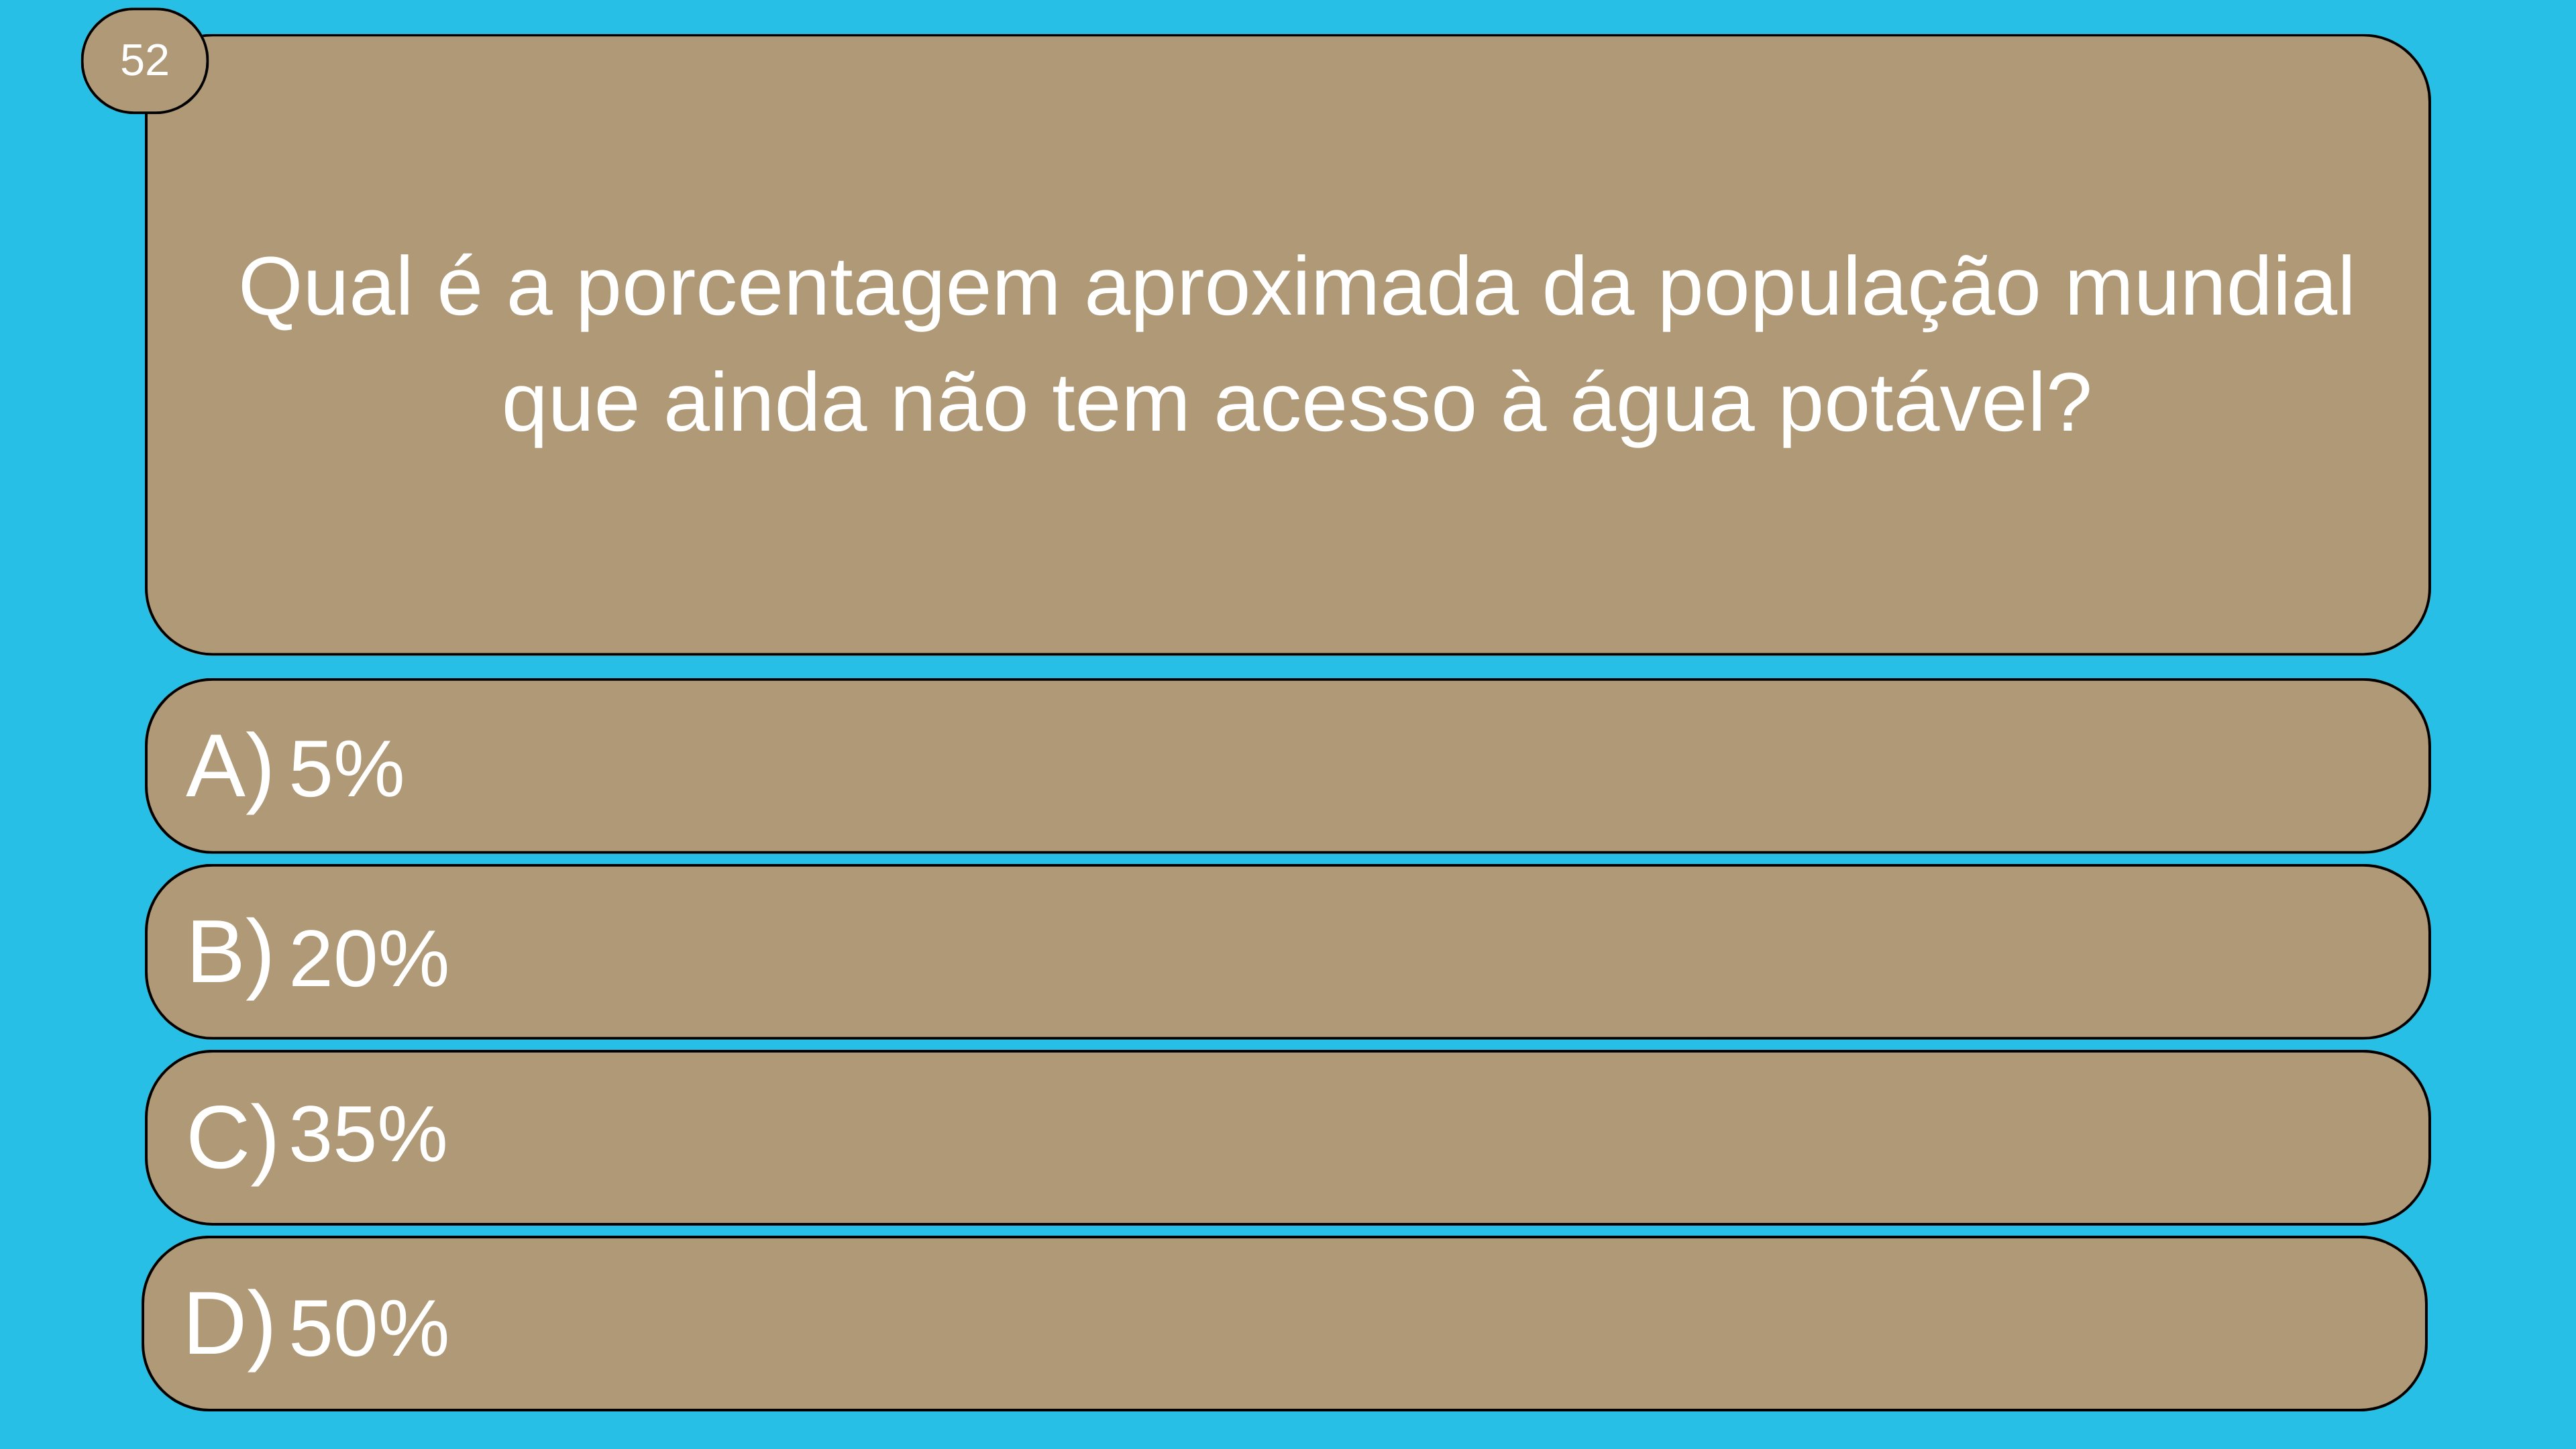 52
Qual é a porcentagem aproximada da população mundial
que ainda não tem acesso à água potável?
A) 5%
B) 20%
C) 35%
D) 50%